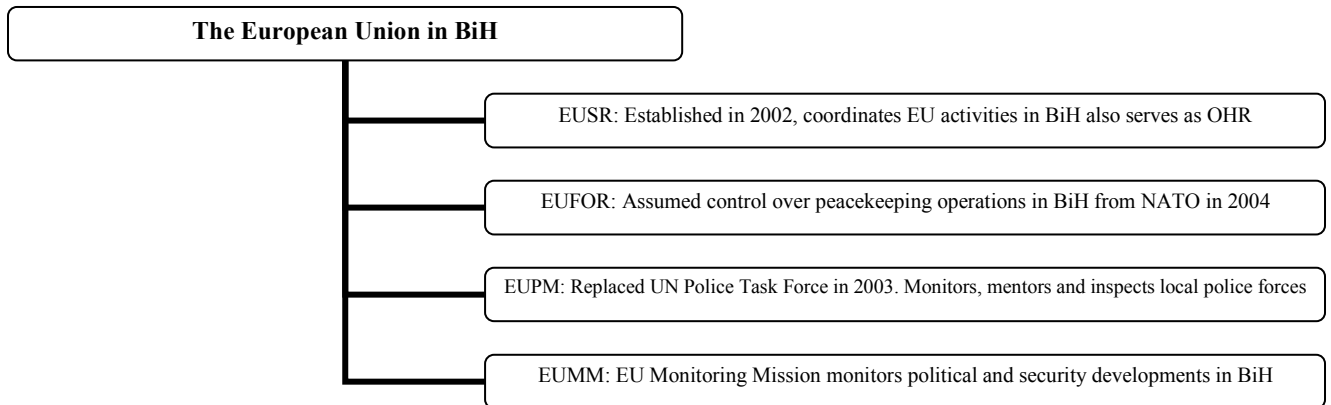 The European Union in BiH
EUSR: Established in 2002, coordinates EU activities in BiH also serves as OHR
EUFOR: Assumed control over peacekeeping operations in BiH from NATO in 2004
EUPM: Replaced UN Police Task Force in 2003. Monitors, mentors and inspects local police forces
EUMM: EU Monitoring Mission monitors political and security developments in BiH